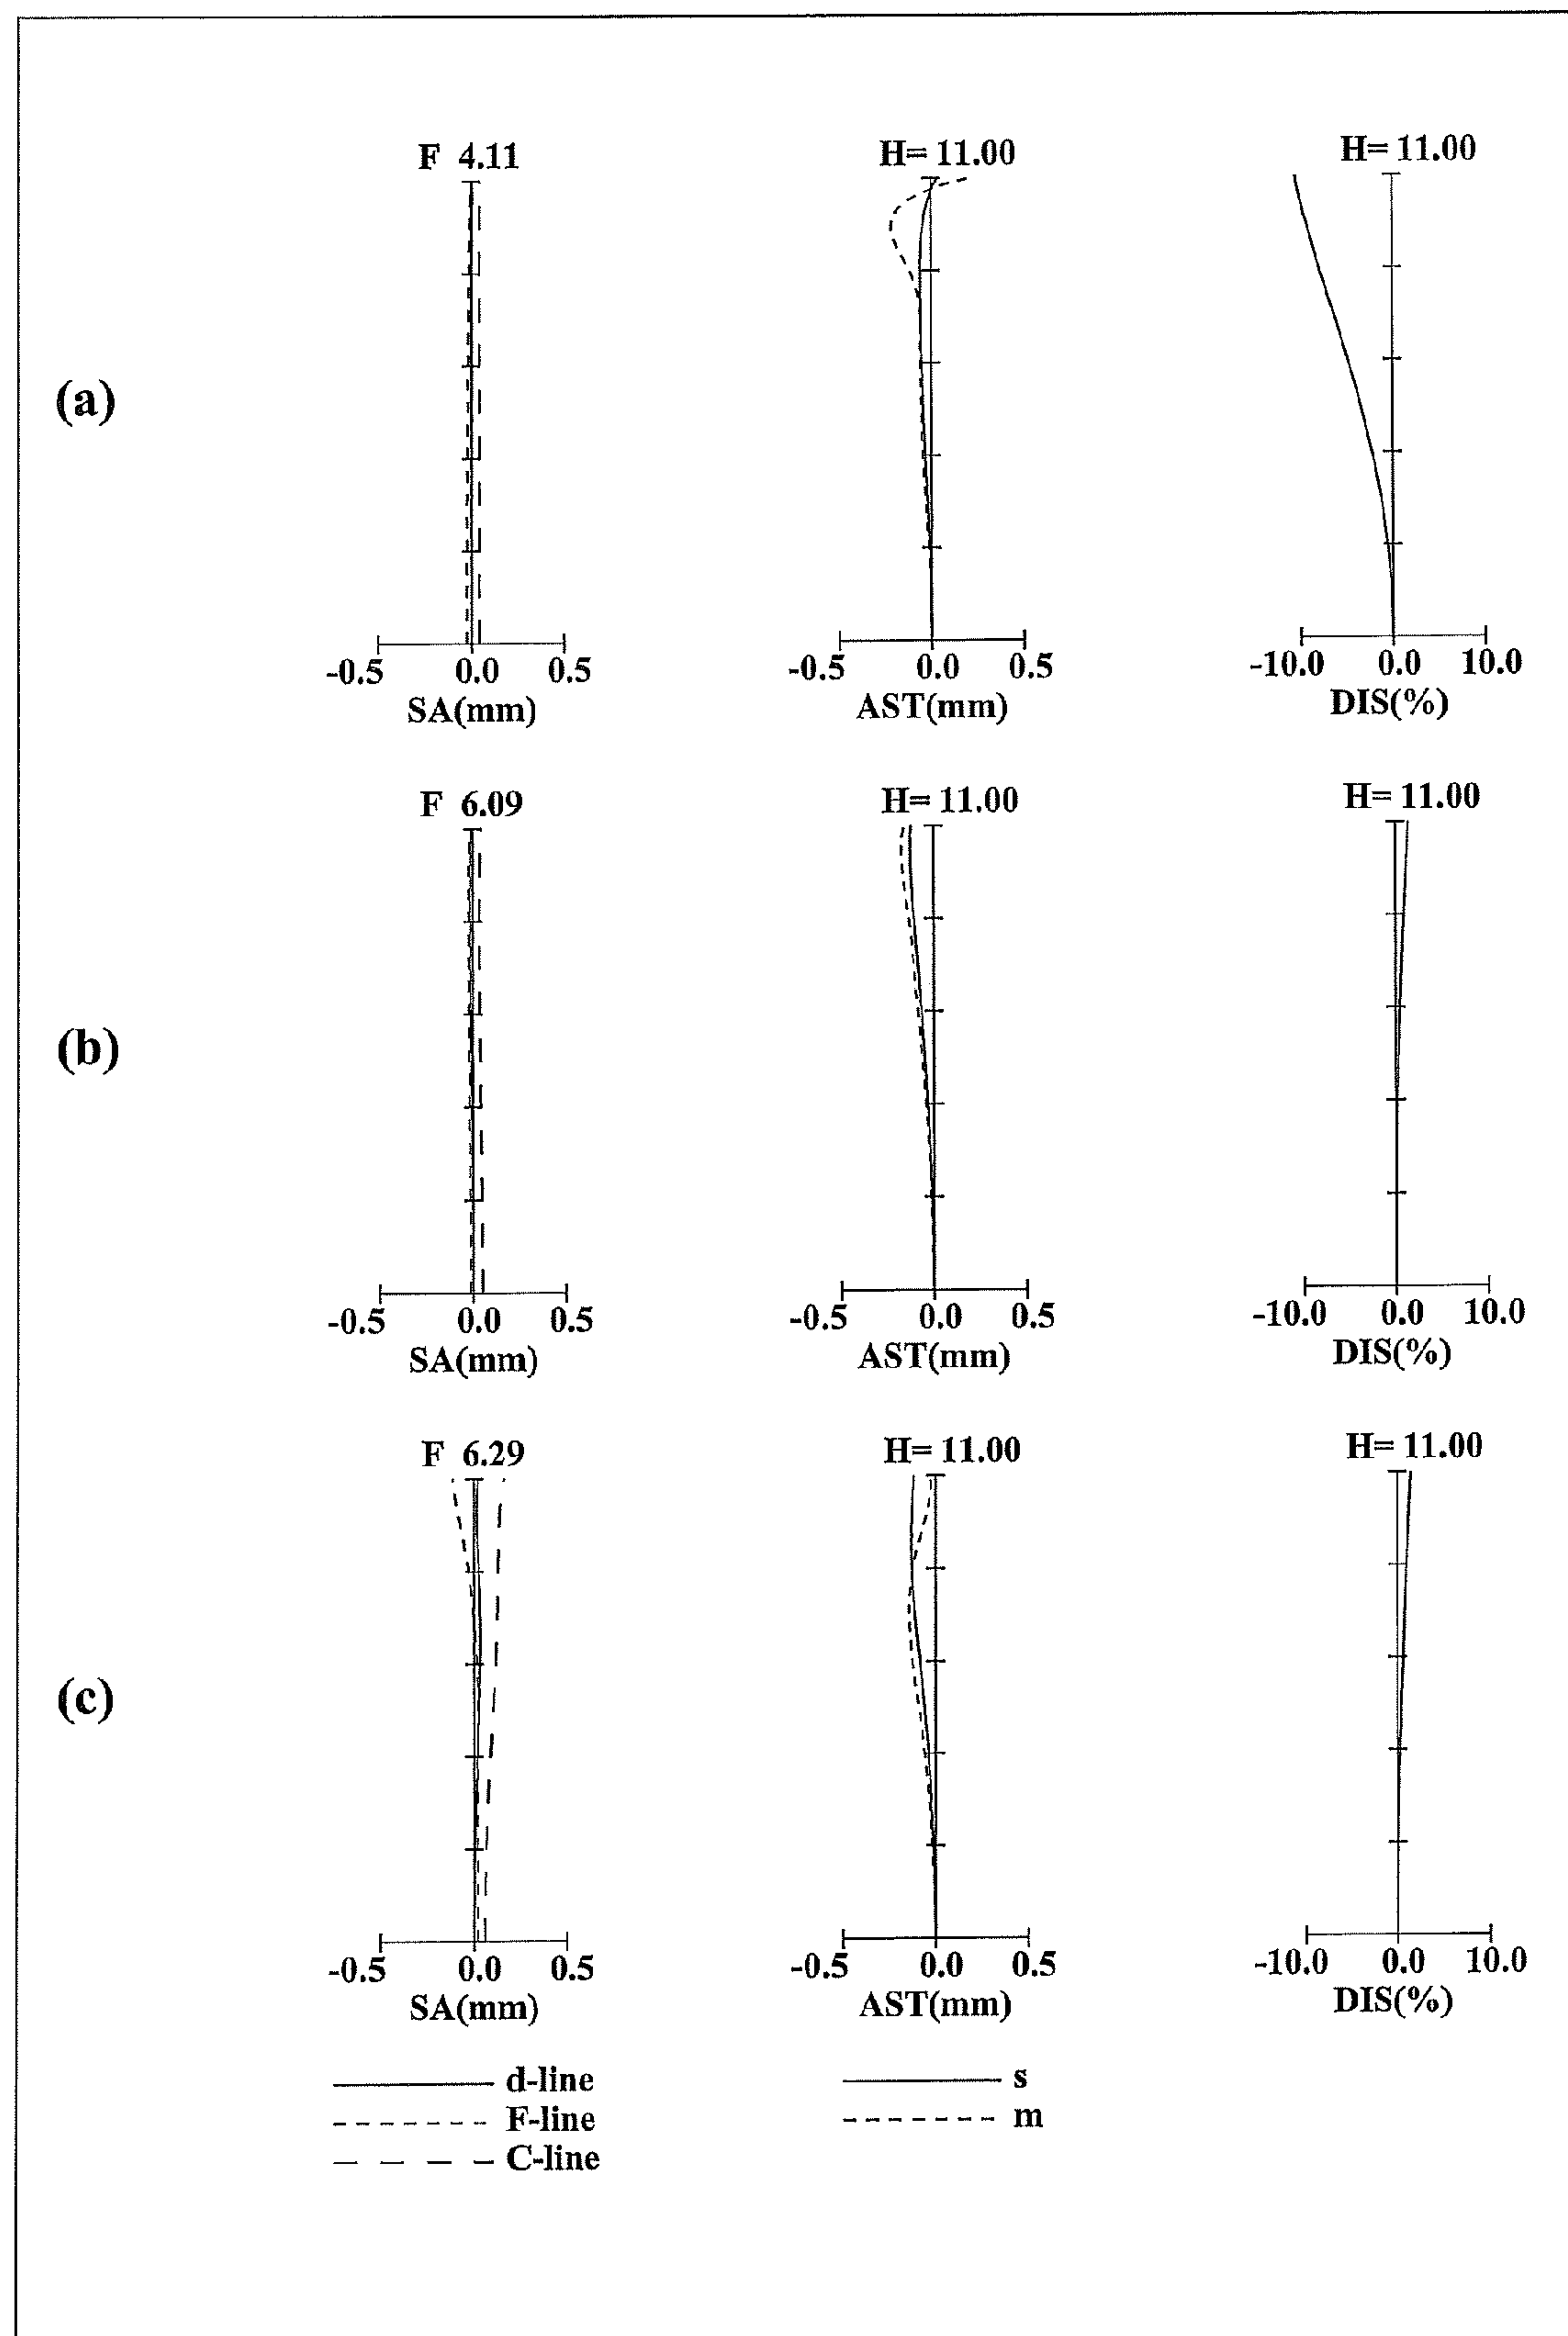 (a)
F 4.11
-0.5 0.0 0.5
SA(mm)
H= 11.00
-0.5 0.0 0.5
AST(mm)
H= 11.00
-10.0 0.0 10.0
DIS(%)
(b)
F 6.09
-0.5 0.0 0.5
SA(mm)
H= 11.00
-0.5 0.0 0.5
AST(mm)
H= 11.00
-10.0 0.0 10.0
DIS(%)
(c)
F 6.29
-0.5 0.0 0.5
SA(mm)
H= 11.00
-0.5 0.0 0.5
AST(mm)
H= 11.00
-10.0 0.0 10.0
DIS(%)
d-line
F-line
C-line
s
m